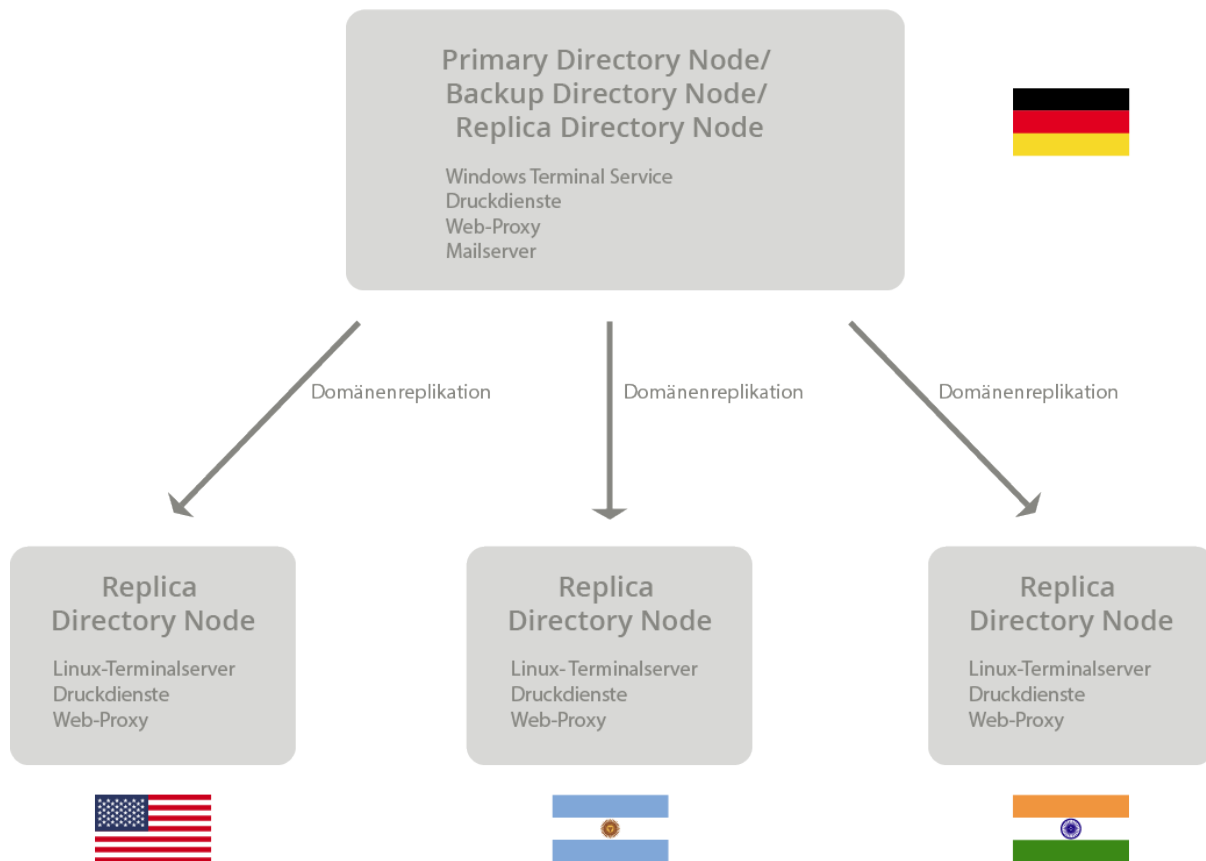 Primary Directory Node/
Backup Directory Node/
Replica Directory Node
Windows Terminal Service
Druckdienste
Web-Proxy
Mailserver
Domänenreplikation
Domänenreplikation
Domänenreplikation
Replica
Directory Node
Linux-Terminalserver
Druckdienste
Web-Proxy
Replica
Directory Node
Linux- Terminalserver
Druckdienste
Web-Proxy
Replica
Directory Node
Linux-Terminalserver
Druckdienste
Web-Proxy